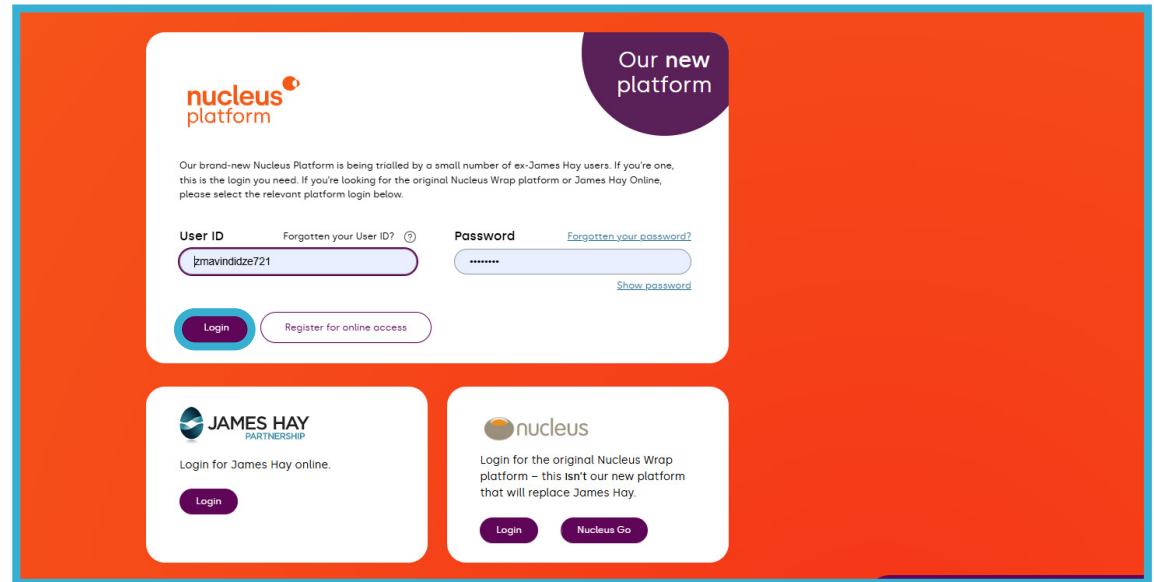 Our new
platform
nucleus
platform
Our brand-new Nucleus Platform is being trialled by a small number of ex-James Hay users. If you're one,
this is the login you need. If you're looking for the original Nucleus Wrap platform or James Hay Online,
please select the relevant platform login below.
User ID Forgotten your User ID? ? Password Forgotten your password?
zmavindidze721 ••••••••
Show password
Login Register for online access
JAMES HAY
PARTNERSHIP
Login for James Hay online.
Login
nucleus
Login for the original Nucleus Wrap
platform – this isn't our new platform
that will replace James Hay.
Login Nucleus Go